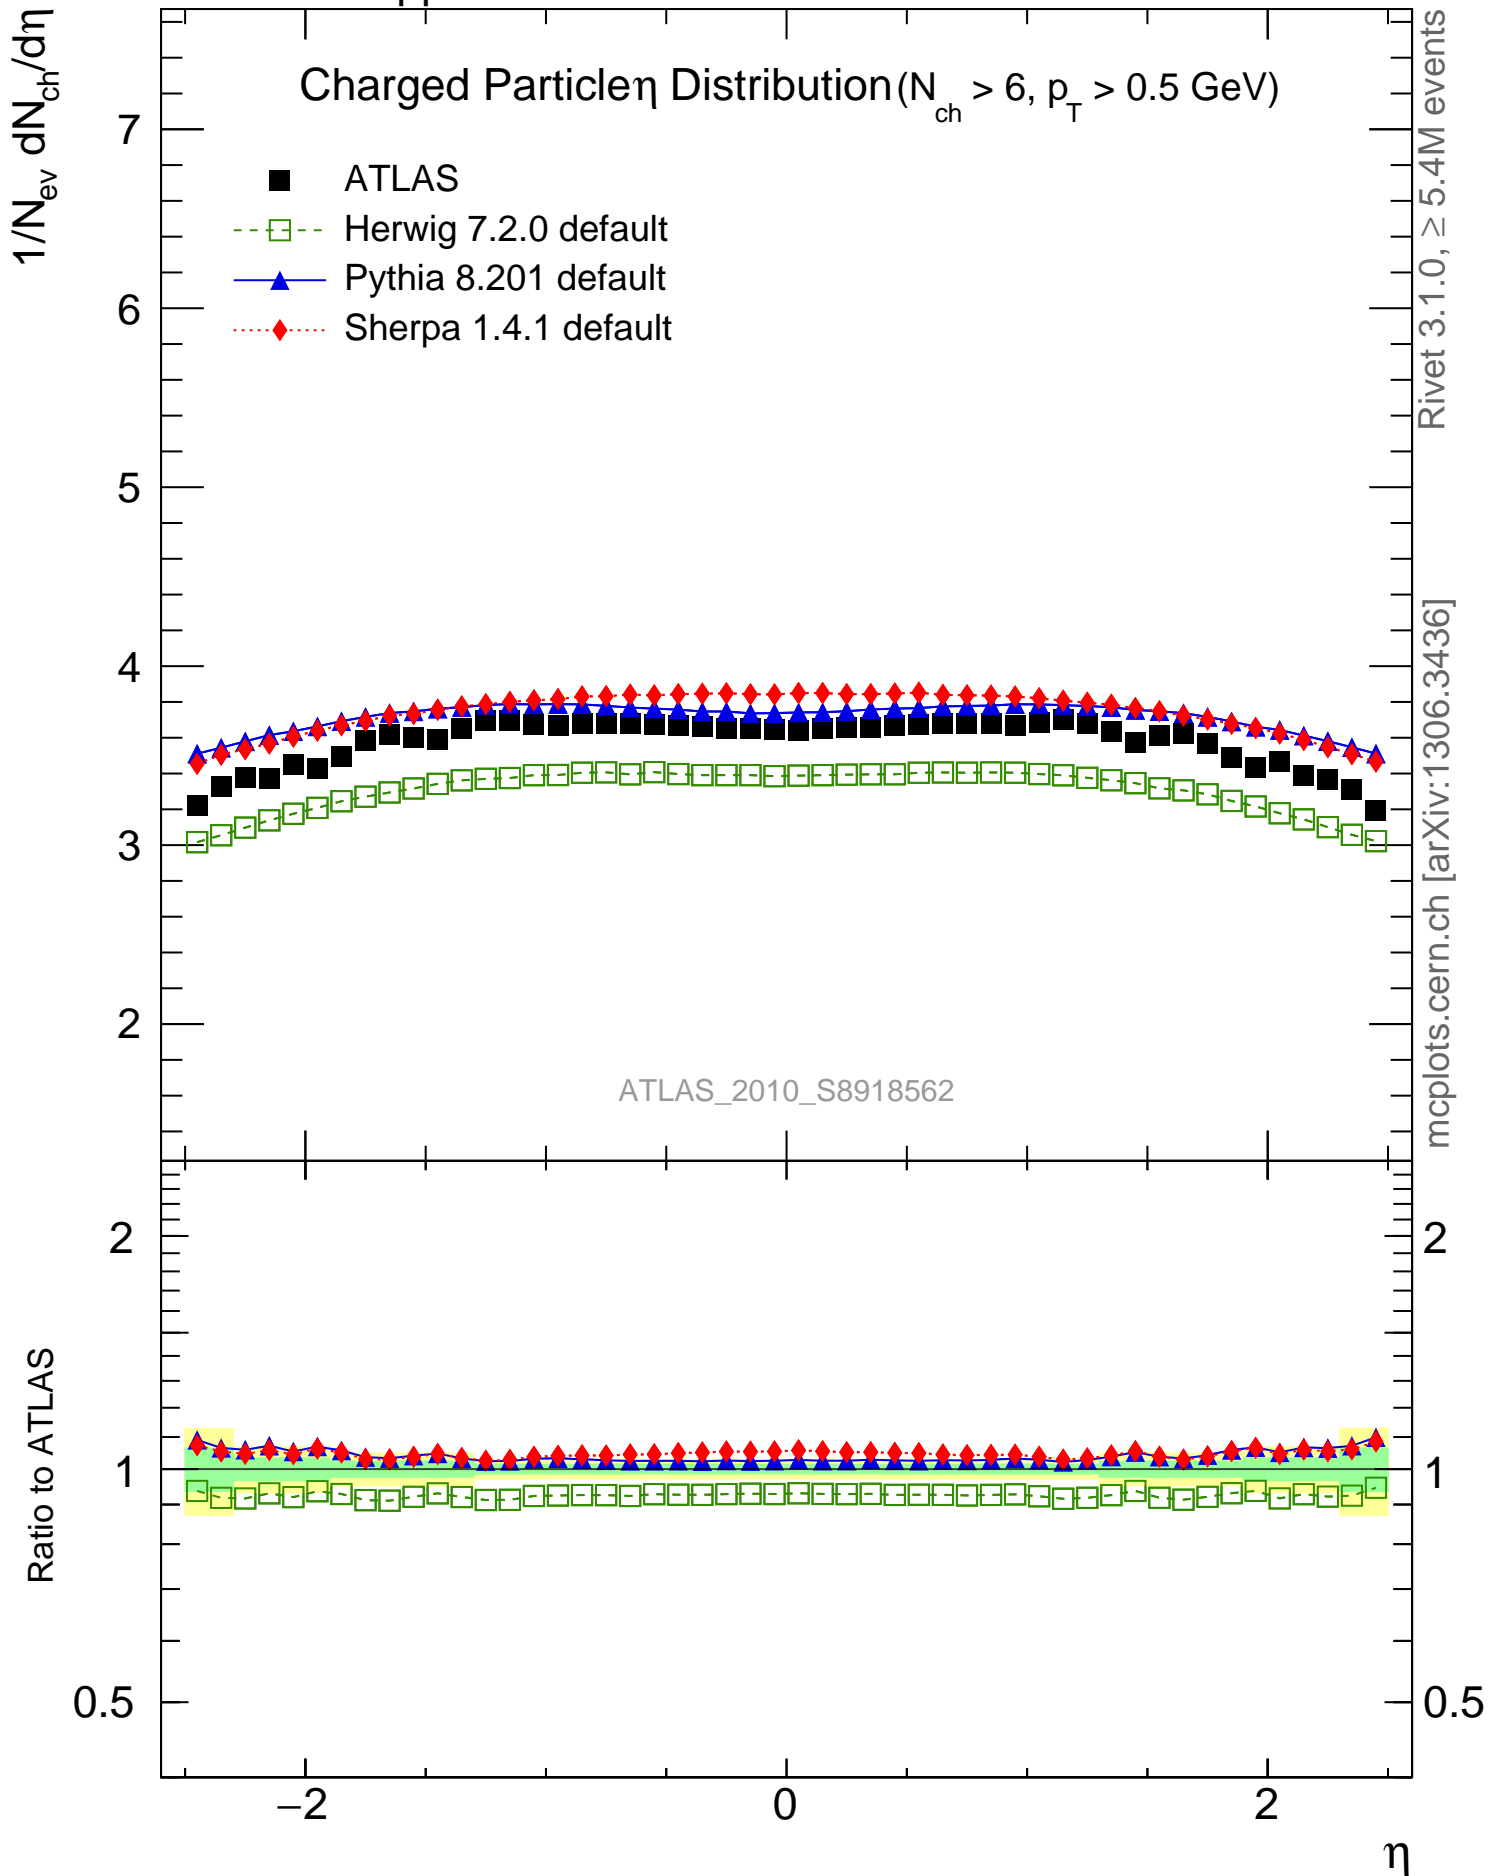 pp
1/N_ev dN_ch/dη
Charged Particleη Distribution(N_ch > 6, p_T > 0.5 GeV)
ATLAS
Herwig 7.2.0 default
Pythia 8.201 default
Sherpa 1.4.1 default
7
6
5
4
3
2
ATLAS_2010_S8918562
Rivet 3.1.0, ≥ 5.4M events
mcplots.cern.ch [arXiv:1306.3436]
Ratio to ATLAS
2
1
0.5
2
1
0.5
−2
0
2
η